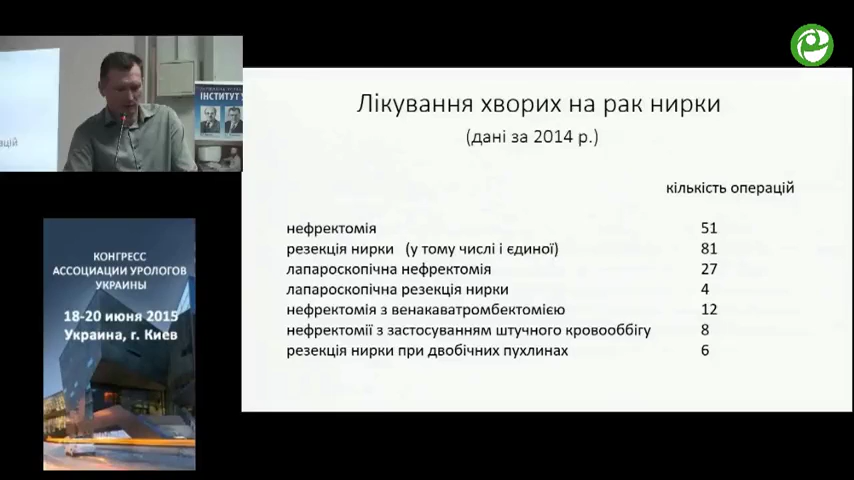 ацій
ІНСТИТУТ У
Лікування хворих на рак нирки
(дані за 2014 р.)
кількість операцій
нефректомія 51
резекція нирки (у тому числі і єдиної) 81
лапароскопічна нефректомія 27
лапароскопічна резекція нирки 4
нефректомія з венакаватромбектомією 12
нефректомії з застосуванням штучного кровооббігу 8
резекція нирки при двобічних пухлинах 6
КОНГРЕСС
АССОЦИАЦИИ УРОЛОГОВ
УКРАИНЫ
18-20 июня 2015
Украина, г. Киев